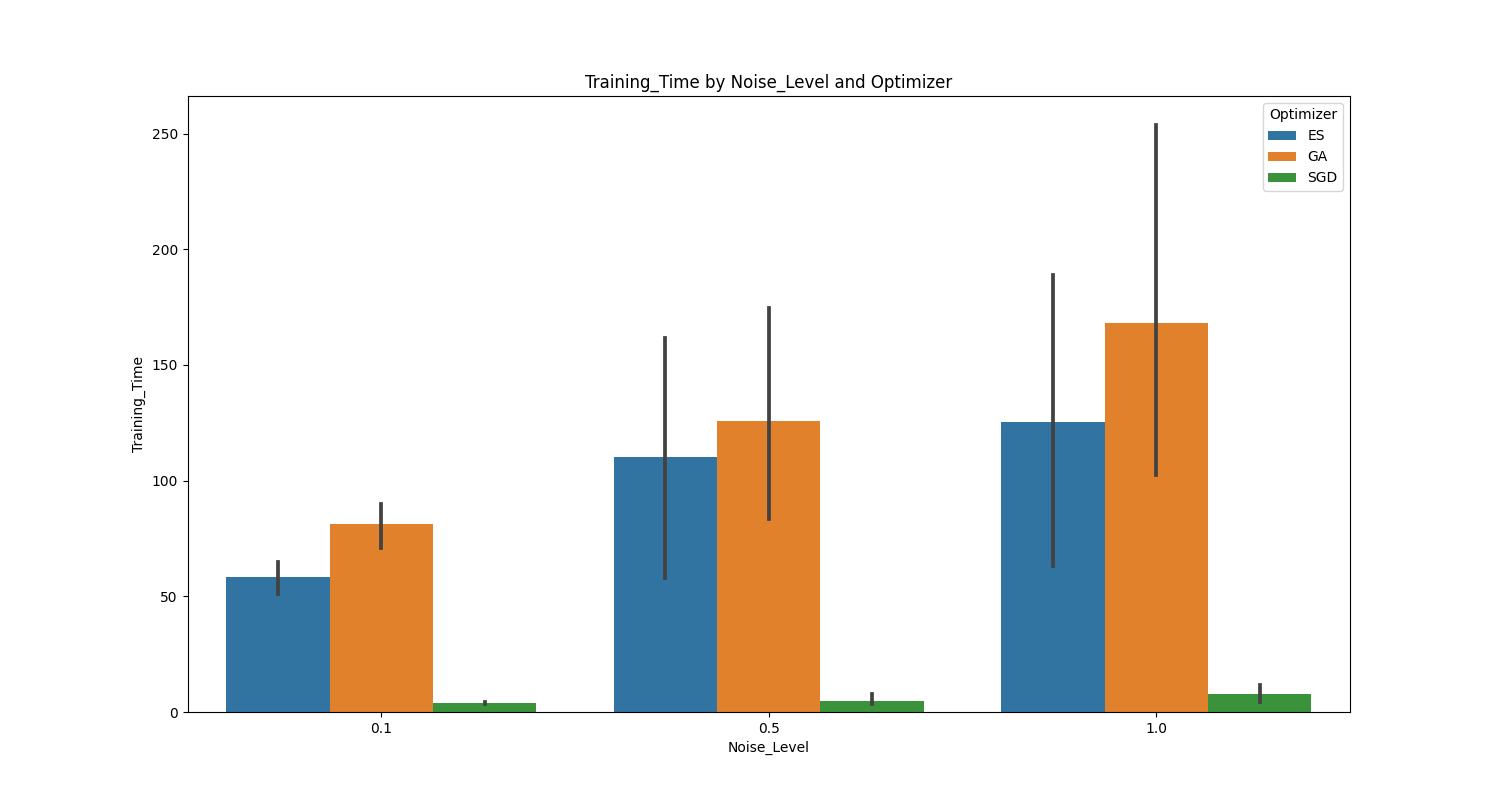 Training_Time by Noise_Level and Optimizer
Optimizer
ES
GA
SGD
250
200
150
100
50
0
Training_Time
0.1
0.5
1.0
Noise_Level